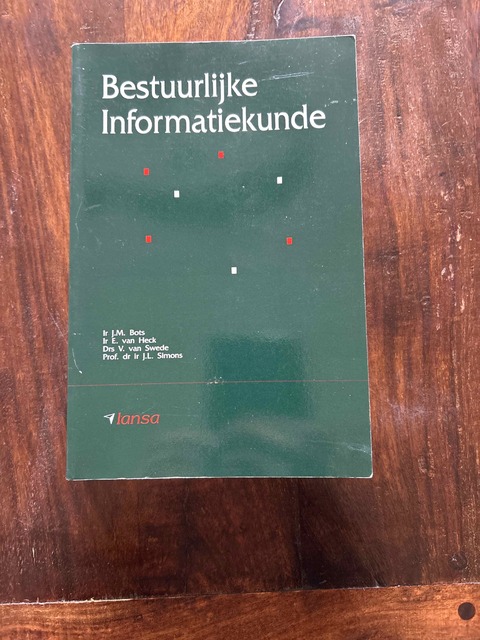 Bestuurlijke
Informatiekunde
Ir J.M. Bots
Ir E. van Heck
Drs V. van Swede
Prof. dr ir J.L. Simons
lansa